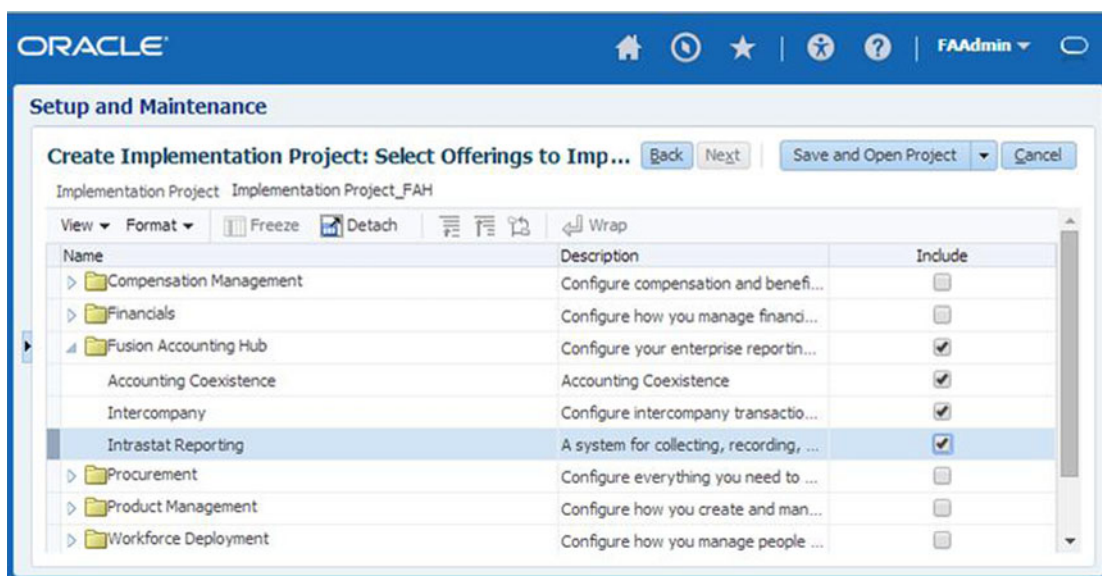 ORACLE®
FAAdmin
Setup and Maintenance
Create Implementation Project: Select Offerings to Imp... Back Next Save and Open Project Cancel
Implementation Project Implementation Project_FAH
View Format Freeze Detach Wrap
Name Description Include
Compensation Management Configure compensation and benefi...
Financials Configure how you manage financi...
Fusion Accounting Hub Configure your enterprise reportin...
Accounting Coexistence Accounting Coexistence
Intercompany Configure intercompany transactio...
Intrastat Reporting A system for collecting, recording, ...
Procurement Configure everything you need to ...
Product Management Configure how you create and man...
Workforce Deployment Configure how you manage people ...